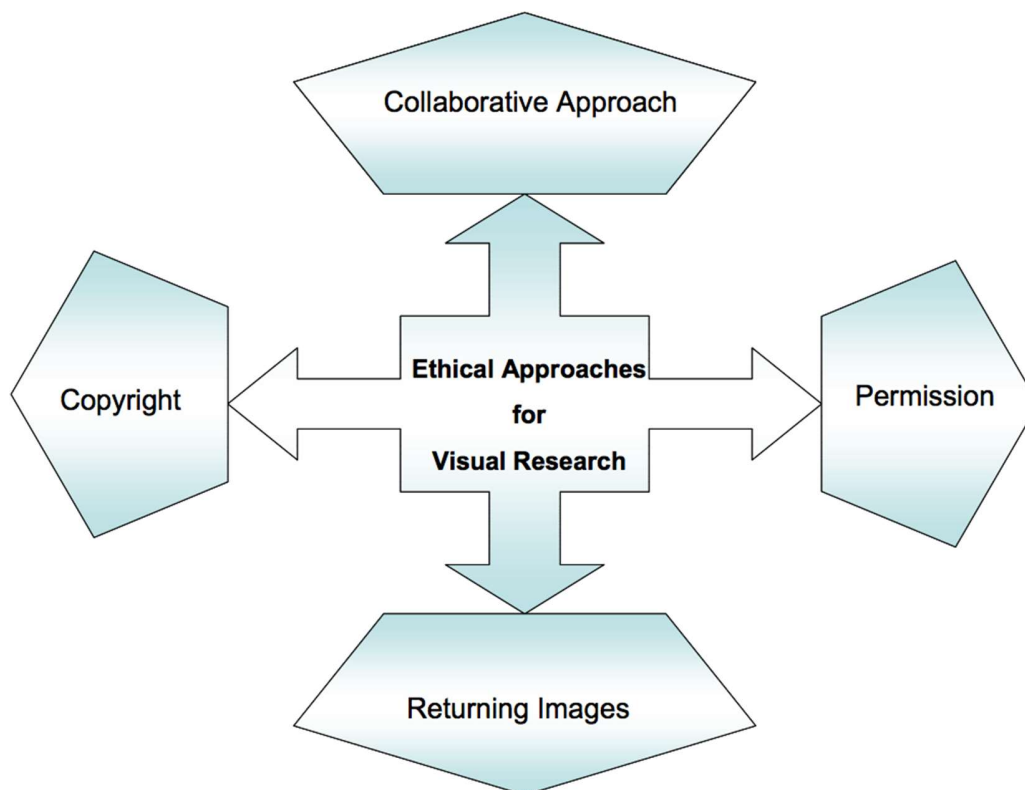 Collaborative Approach
Copyright
Ethical Approaches
for
Visual Research
Permission
Returning Images